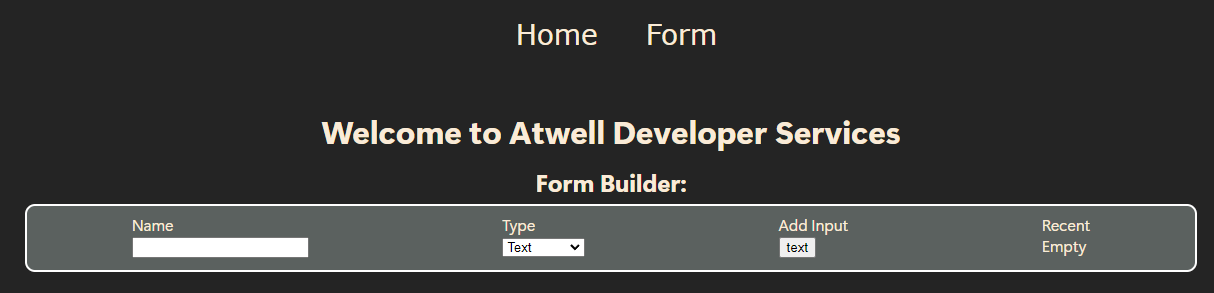 Home Form
Welcome to Atwell Developer Services
Form Builder:
Name Type Add Input Recent
Text text Empty